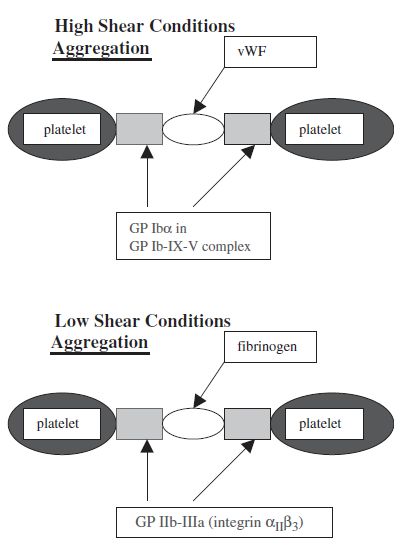 High Shear Conditions
Aggregation
vWF
platelet
platelet
GP Ibα in
GP Ib-IX-V complex
Low Shear Conditions
Aggregation
fibrinogen
platelet
platelet
GP IIb-IIIa (integrin αIIβ3)